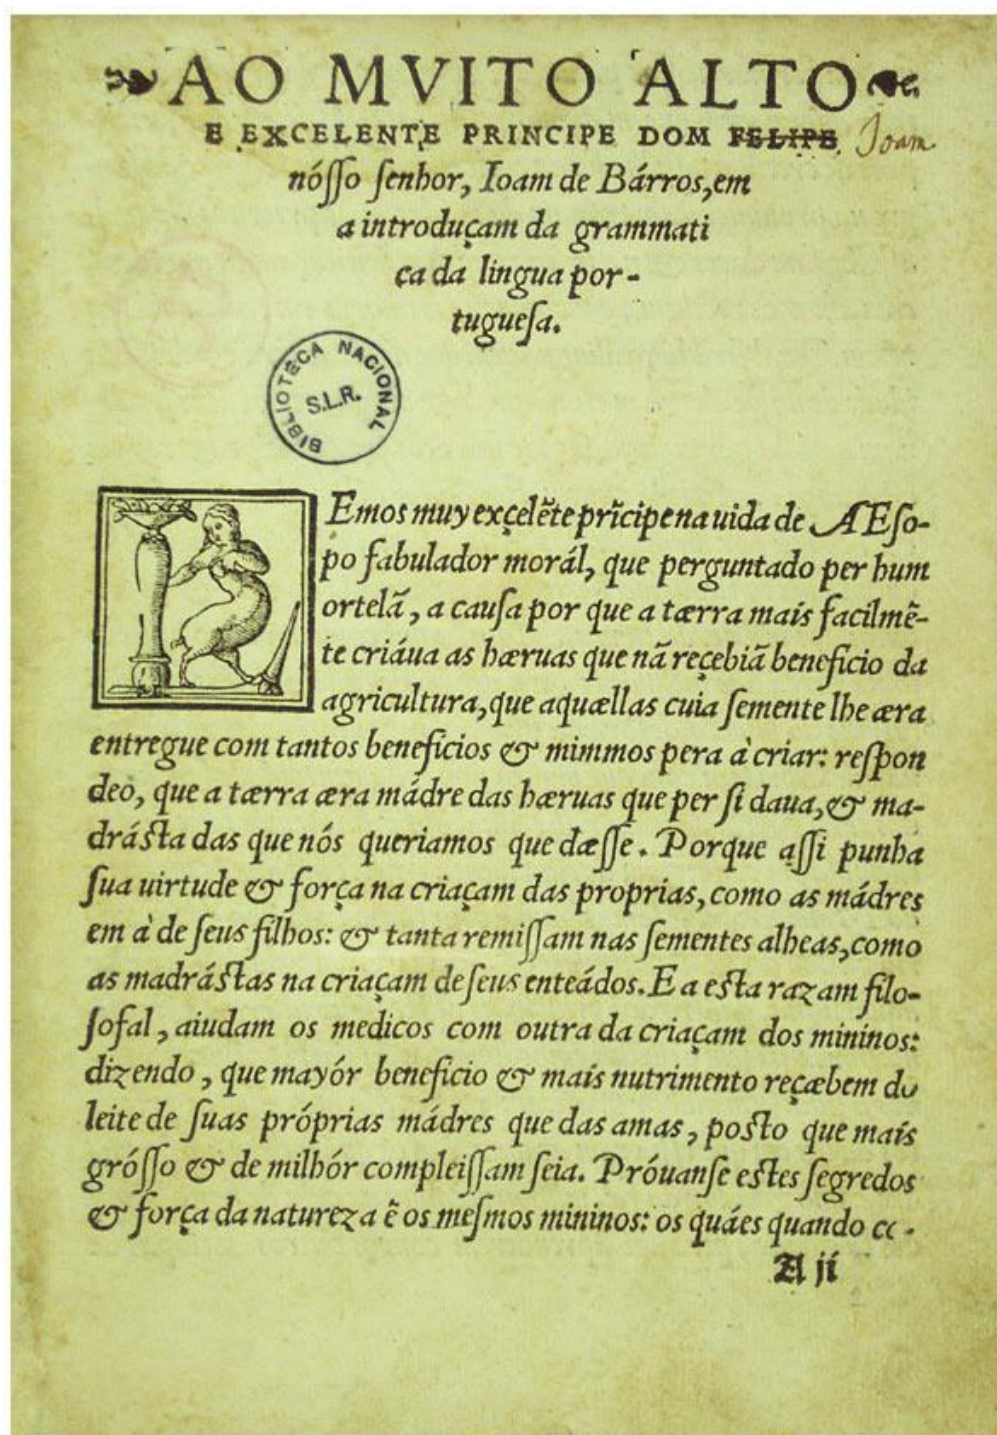 AO MVITO ALTO
E EXCELENTE PRINCIPE DOM FELIPE Ioam
nósſo ſenhor, Ioam de Bárros, em
a introduçam da grammati
ca da lingua por-
tugueſa.
BIBLIOTECA NACIONAL
S.L.R.
LEmos muy exçelẽte prĩcipe na uida de AEſo-
po fabulador morál, que perguntado per hum
ortelã, a cauſa por que a tærra mais facilmẽ-
te criáua as hæruas que nã reçebiã beneficio da
agricultura, que aquællas cuia ſemente lhe æra
entregue com tantos beneficios & mimmos pera à criar: reſpon
deo, que a tærra æra mádre das hæruas que per ſi daua, & ma-
dráſta das que nós queriamos que dæſſe. Porque aſſi punha
ſua uirtude & força na criaçam das proprias, como as mádres
em à de ſeus filhos: & tanta remiſſam nas ſementes alheas, como
as madráſtas na criaçam de ſeus enteádos. E a eſta razam filo-
ſofal, aiudam os medicos com outra da criaçam dos mininos:
dizendo, que mayór beneficio & mais nutrimento reçæbem do
leite de ſuas próprias mádres que das amas, poſto que mais
gróſſo & de milhór compleiſſam ſeia. Próuanſe eſtes ſegredos
& força da natureza ẽ os meſmos mininos: os quáes quando
A ij